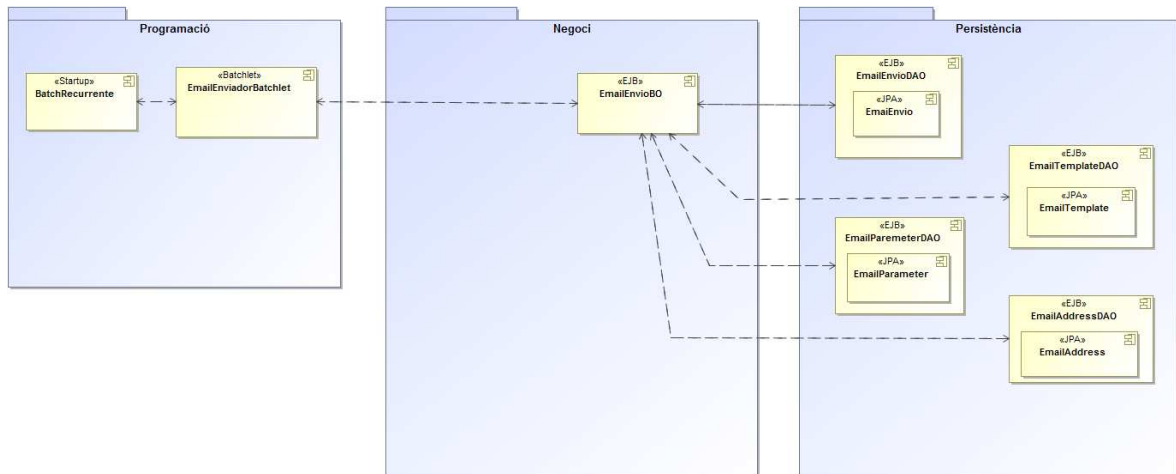 Programació
«Startup»
BatchRecurrente
«Batchlet»
EmailEnviadorBatchlet
Negoci
«EJB»
EmailEnvioBO
Persistència
«EJB»
EmailEnvioDAO
«JPA»
EmaiEnvio
«EJB»
EmailTemplateDAO
«JPA»
EmailTemplate
«EJB»
EmailParemeterDAO
«JPA»
EmailParameter
«EJB»
EmailAddressDAO
«JPA»
EmailAddress